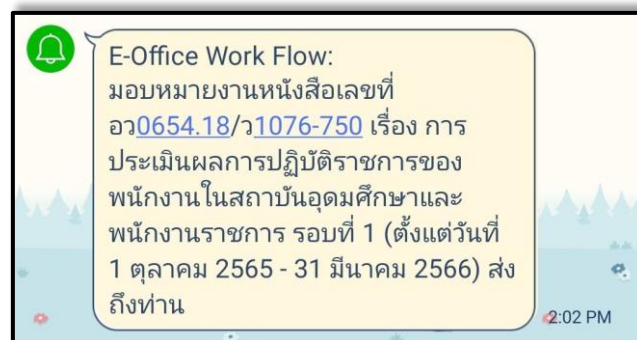 E-Office Work Flow:
มอบหมายงานหนังสือเลขที่
อว0654.18/ว1076-750 เรื่อง การ
ประเมินผลการปฏิบัติราชการของ
พนักงานในสถาบันอุดมศึกษาและ
พนักงานราชการ รอบที่ 1 (ตั้งแต่วันที่
1 ตุลาคม 2565 - 31 มีนาคม 2566) ส่ง
ถึงท่าน
2:02 PM